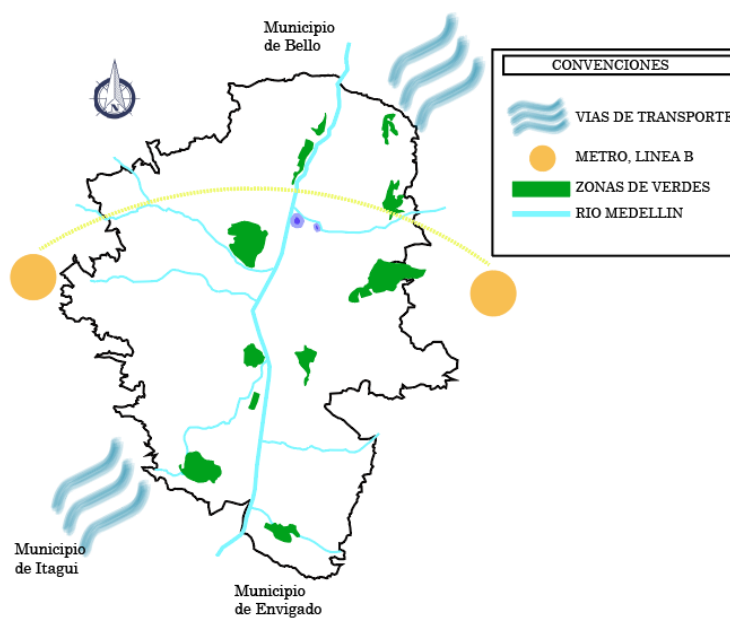 Municipio
de Bello
CONVENCIONES
VIAS DE TRANSPORTE
METRO, LINEA B
ZONAS DE VERDES
RIO MEDELLIN
N
Municipio
de Itagui
Municipio
de Envigado